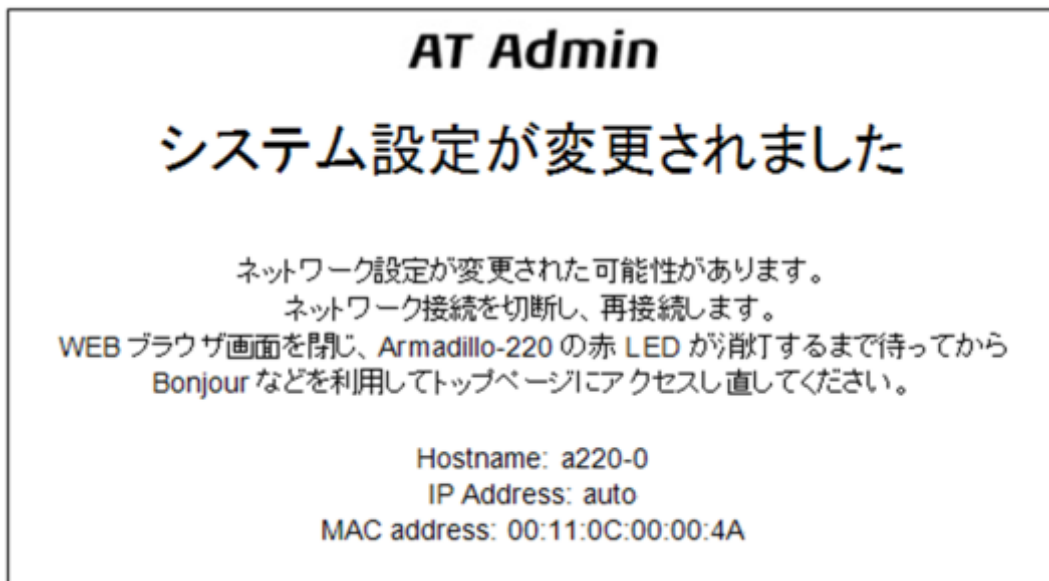 AT Admin
システム設定が変更されました
ネットワーク設定が変更された可能性があります。
ネットワーク接続を切断し、再接続します。
WEB ブラウザ画面を閉じ、Armadillo-220 の赤 LED が消灯するまで待ってから
Bonjour などを利用してトップページにアクセスし直してください。
Hostname: a220-0
IP Address: auto
MAC address: 00:11:0C:00:00:4A